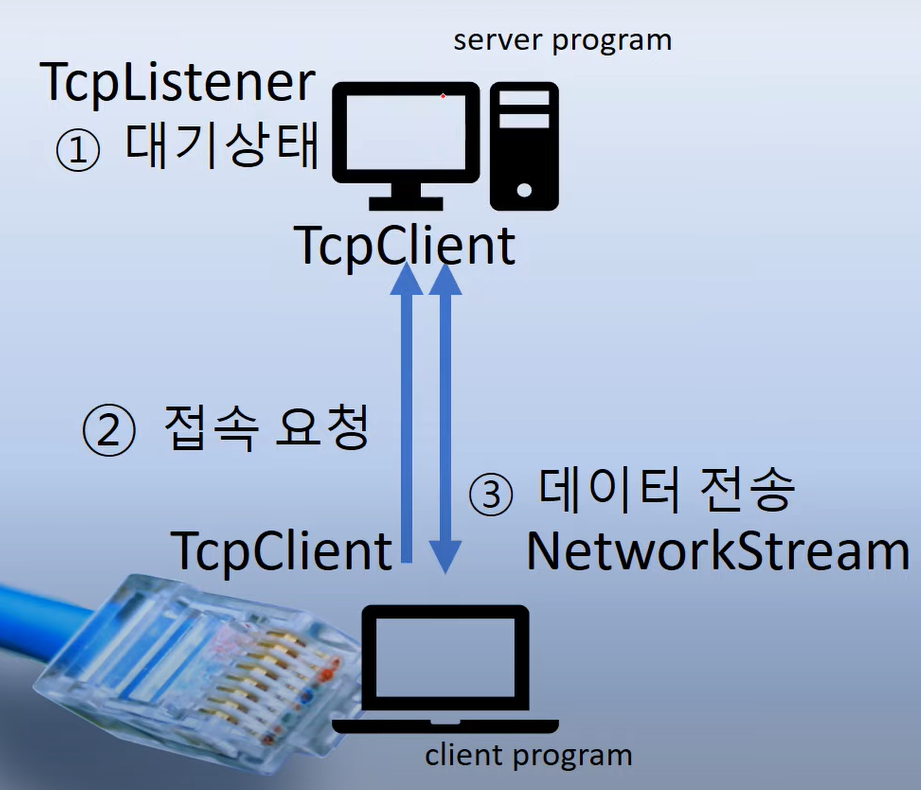 server program
TcpListener
① 대기상태
TcpClient
② 접속 요청
③ 데이터 전송
TcpClient
NetworkStream
client program